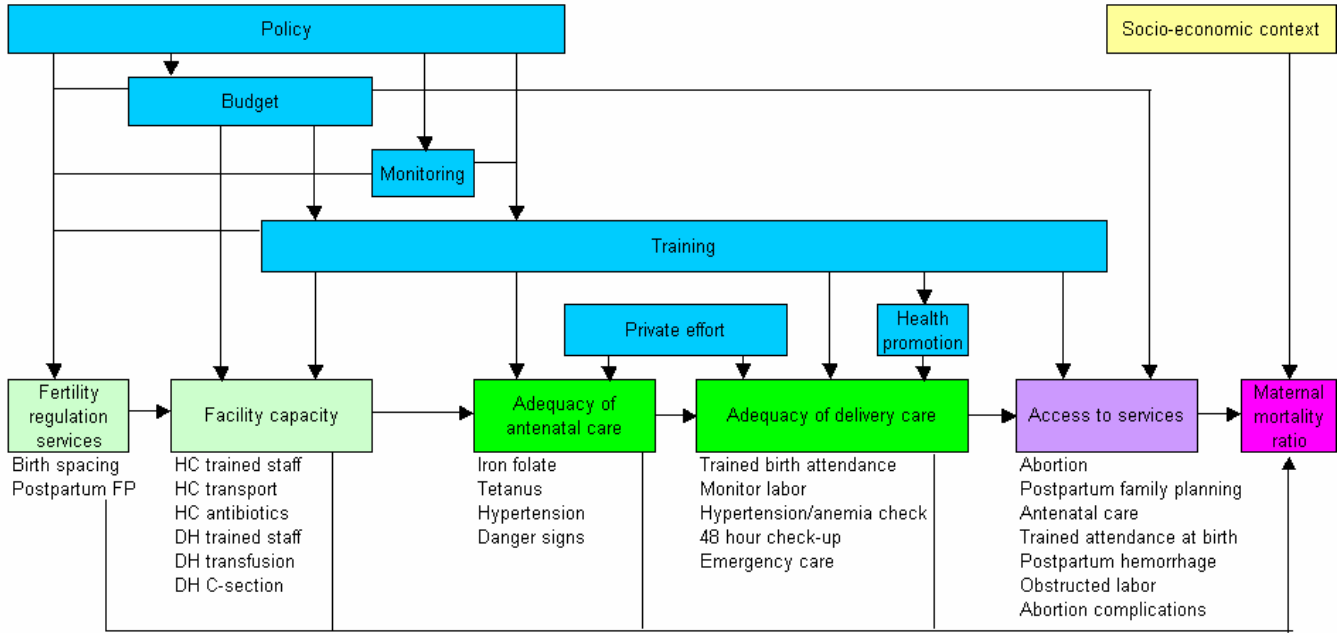 Policy
Socio-economic context
Budget
Monitoring
Training
Private effort
Health
promotion
Fertility
regulation
services
Facility capacity
Adequacy of
antenatal care
Adequacy of delivery care
Access to services
Maternal
mortality
ratio
Birth spacing
Postpartum FP
HC trained staff
HC transport
HC antibiotics
DH trained staff
DH transfusion
DH C-section
Iron folate
Tetanus
Hypertension
Danger signs
Trained birth attendance
Monitor labor
Hypertension/anemia check
48 hour check-up
Emergency care
Abortion
Postpartum family planning
Antenatal care
Trained attendance at birth
Postpartum hemorrhage
Obstructed labor
Abortion complications